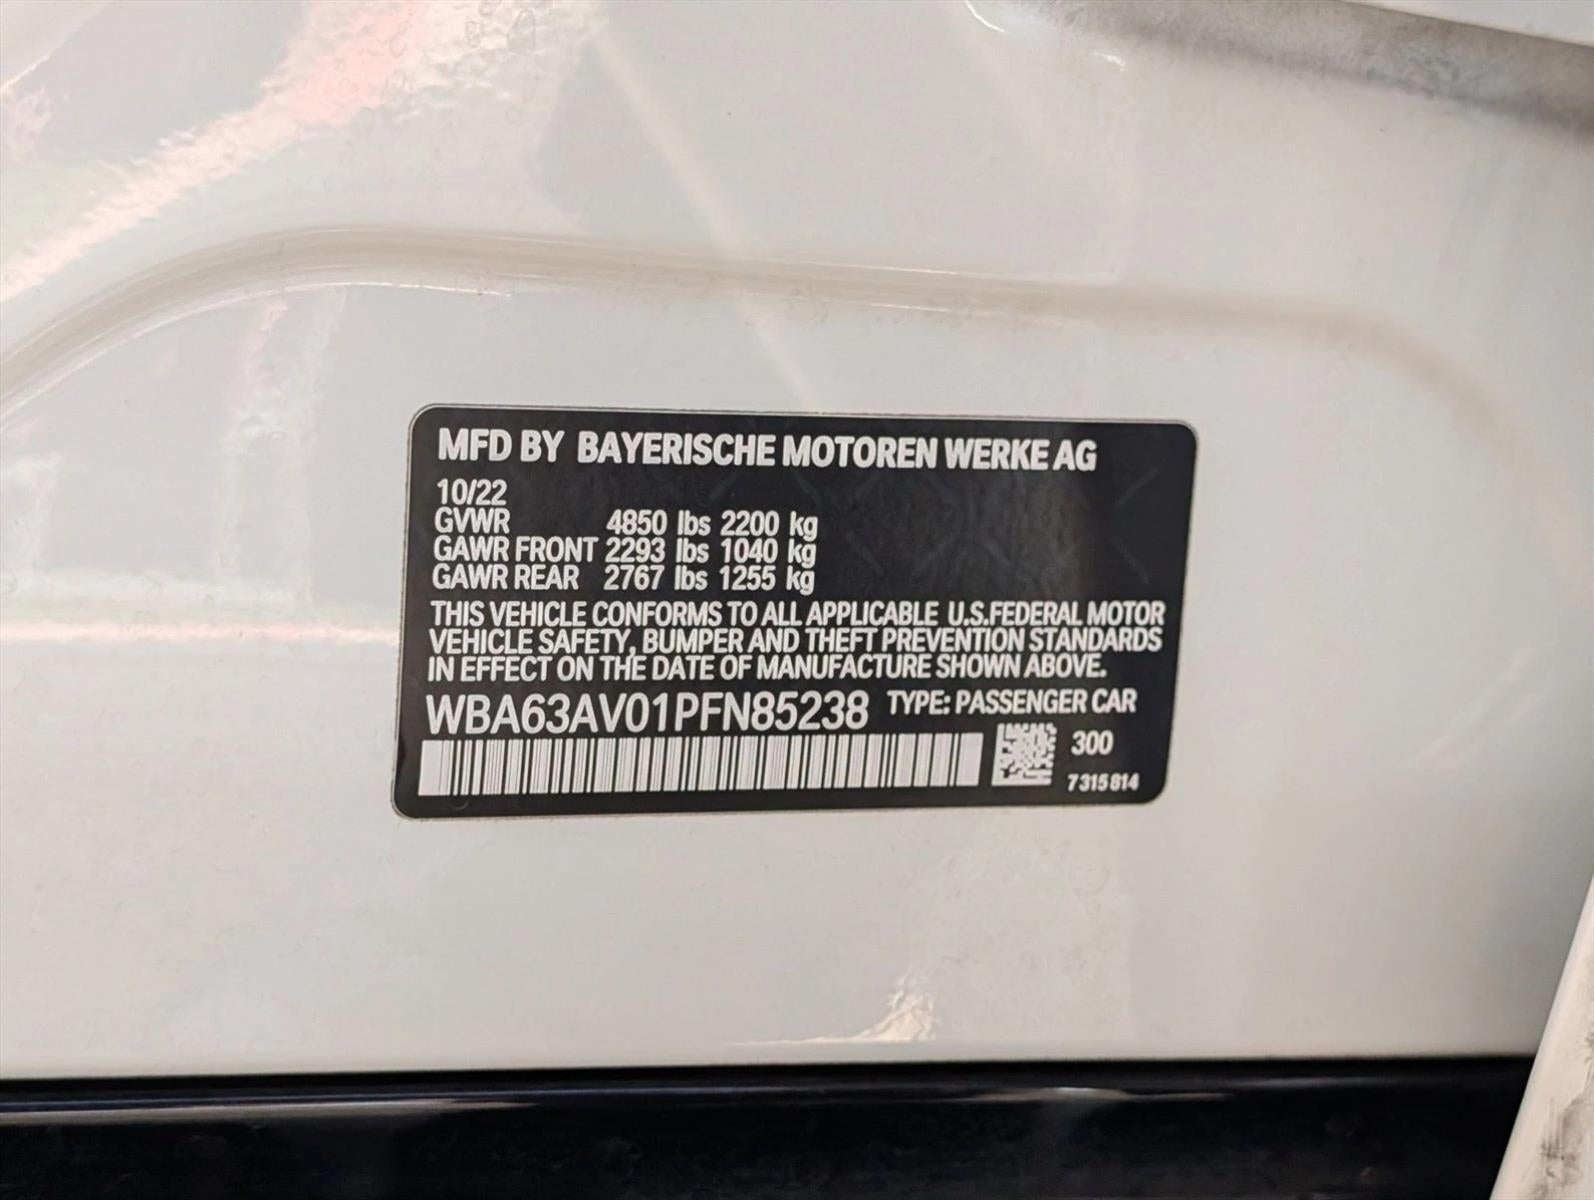 MFD BY BAYERISCHE MOTOREN WERKE AG
10/22
GVWR 4850 lbs 2200 kg
GAWR FRONT 2293 lbs 1040 kg
GAWR REAR 2767 lbs 1255 kg
THIS VEHICLE CONFORMS TO ALL APPLICABLE U.S.FEDERAL MOTOR
VEHICLE SAFETY, BUMPER AND THEFT PREVENTION STANDARDS
IN EFFECT ON THE DATE OF MANUFACTURE SHOWN ABOVE.
WBA63AV01PFN85238 TYPE: PASSENGER CAR
300
7315814